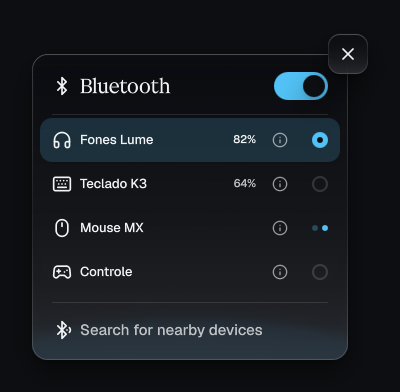 Bluetooth
Fones Lume 82%
Teclado K3 64%
Mouse MX
Controle
Search for nearby devices